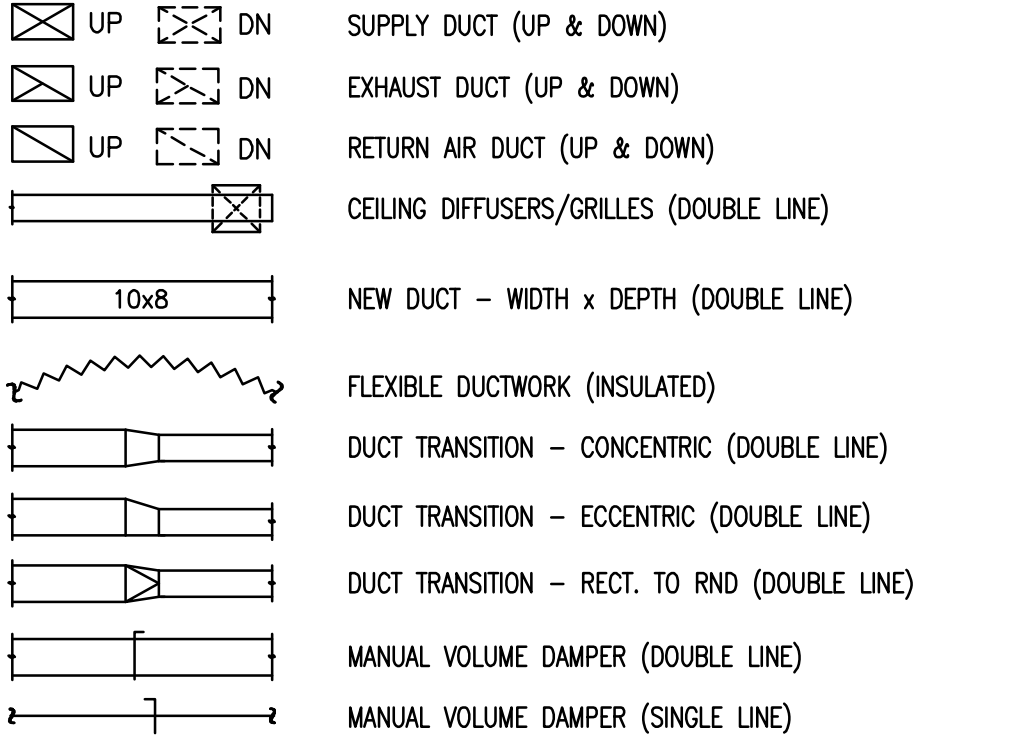 UP DN SUPPLY DUCT (UP & DOWN)
UP DN EXHAUST DUCT (UP & DOWN)
UP DN RETURN AIR DUCT (UP & DOWN)
CEILING DIFFUSERS/GRILLES (DOUBLE LINE)
10x8 NEW DUCT – WIDTH x DEPTH (DOUBLE LINE)
FLEXIBLE DUCTWORK (INSULATED)
DUCT TRANSITION – CONCENTRIC (DOUBLE LINE)
DUCT TRANSITION – ECCENTRIC (DOUBLE LINE)
DUCT TRANSITION – RECT. TO RND (DOUBLE LINE)
MANUAL VOLUME DAMPER (DOUBLE LINE)
MANUAL VOLUME DAMPER (SINGLE LINE)